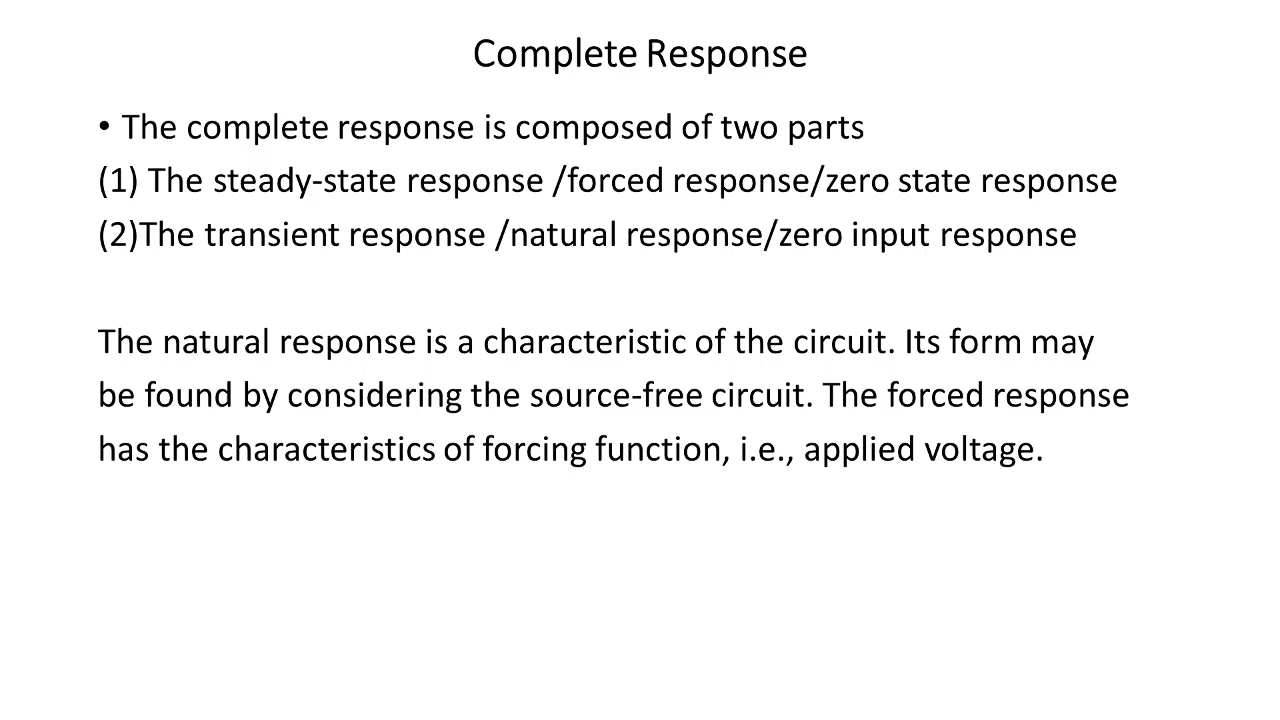 Complete Response
• The complete response is composed of two parts
(1) The steady-state response /forced response/zero state response
(2)The transient response /natural response/zero input response
The natural response is a characteristic of the circuit. Its form may
be found by considering the source-free circuit. The forced response
has the characteristics of forcing function, i.e., applied voltage.